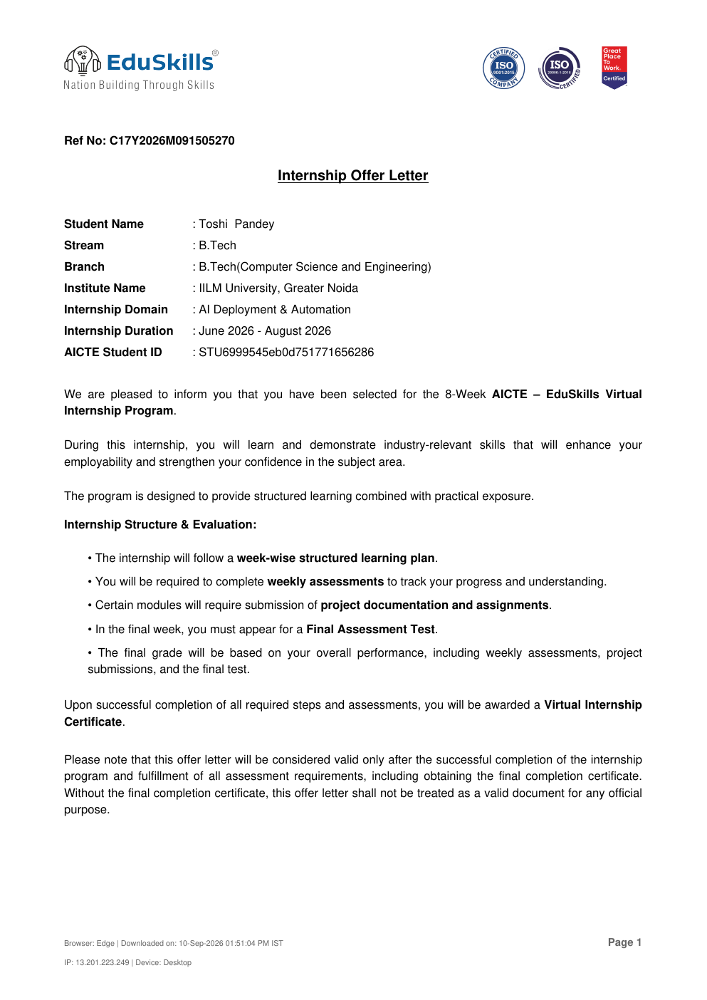 EduSkills®
Nation Building Through Skills
CERTIFIED
ISO
9001:2015
COMPANY
ISO
20000-1:2018
CERTIFIED
Great
Place
To
Work.
Certified
Ref No: C17Y2026M091505270
Internship Offer Letter
Student Name : Toshi  Pandey
Stream : B.Tech
Branch : B.Tech(Computer Science and Engineering)
Institute Name : IILM University, Greater Noida
Internship Domain : AI Deployment & Automation
Internship Duration : June 2026 - August 2026
AICTE Student ID : STU6999545eb0d751771656286
We are pleased to inform you that you have been selected for the 8-Week AICTE – EduSkills Virtual
Internship Program.
During this internship, you will learn and demonstrate industry-relevant skills that will enhance your
employability and strengthen your confidence in the subject area.
The program is designed to provide structured learning combined with practical exposure.
Internship Structure & Evaluation:
• The internship will follow a week-wise structured learning plan.
• You will be required to complete weekly assessments to track your progress and understanding.
• Certain modules will require submission of project documentation and assignments.
• In the final week, you must appear for a Final Assessment Test.
• The final grade will be based on your overall performance, including weekly assessments, project
submissions, and the final test.
Upon successful completion of all required steps and assessments, you will be awarded a Virtual Internship
Certificate.
Please note that this offer letter will be considered valid only after the successful completion of the internship
program and fulfillment of all assessment requirements, including obtaining the final completion certificate.
Without the final completion certificate, this offer letter shall not be treated as a valid document for any official
purpose.
Browser: Edge | Downloaded on: 10-Sep-2026 01:51:04 PM IST
Page 1
IP: 13.201.223.249 | Device: Desktop